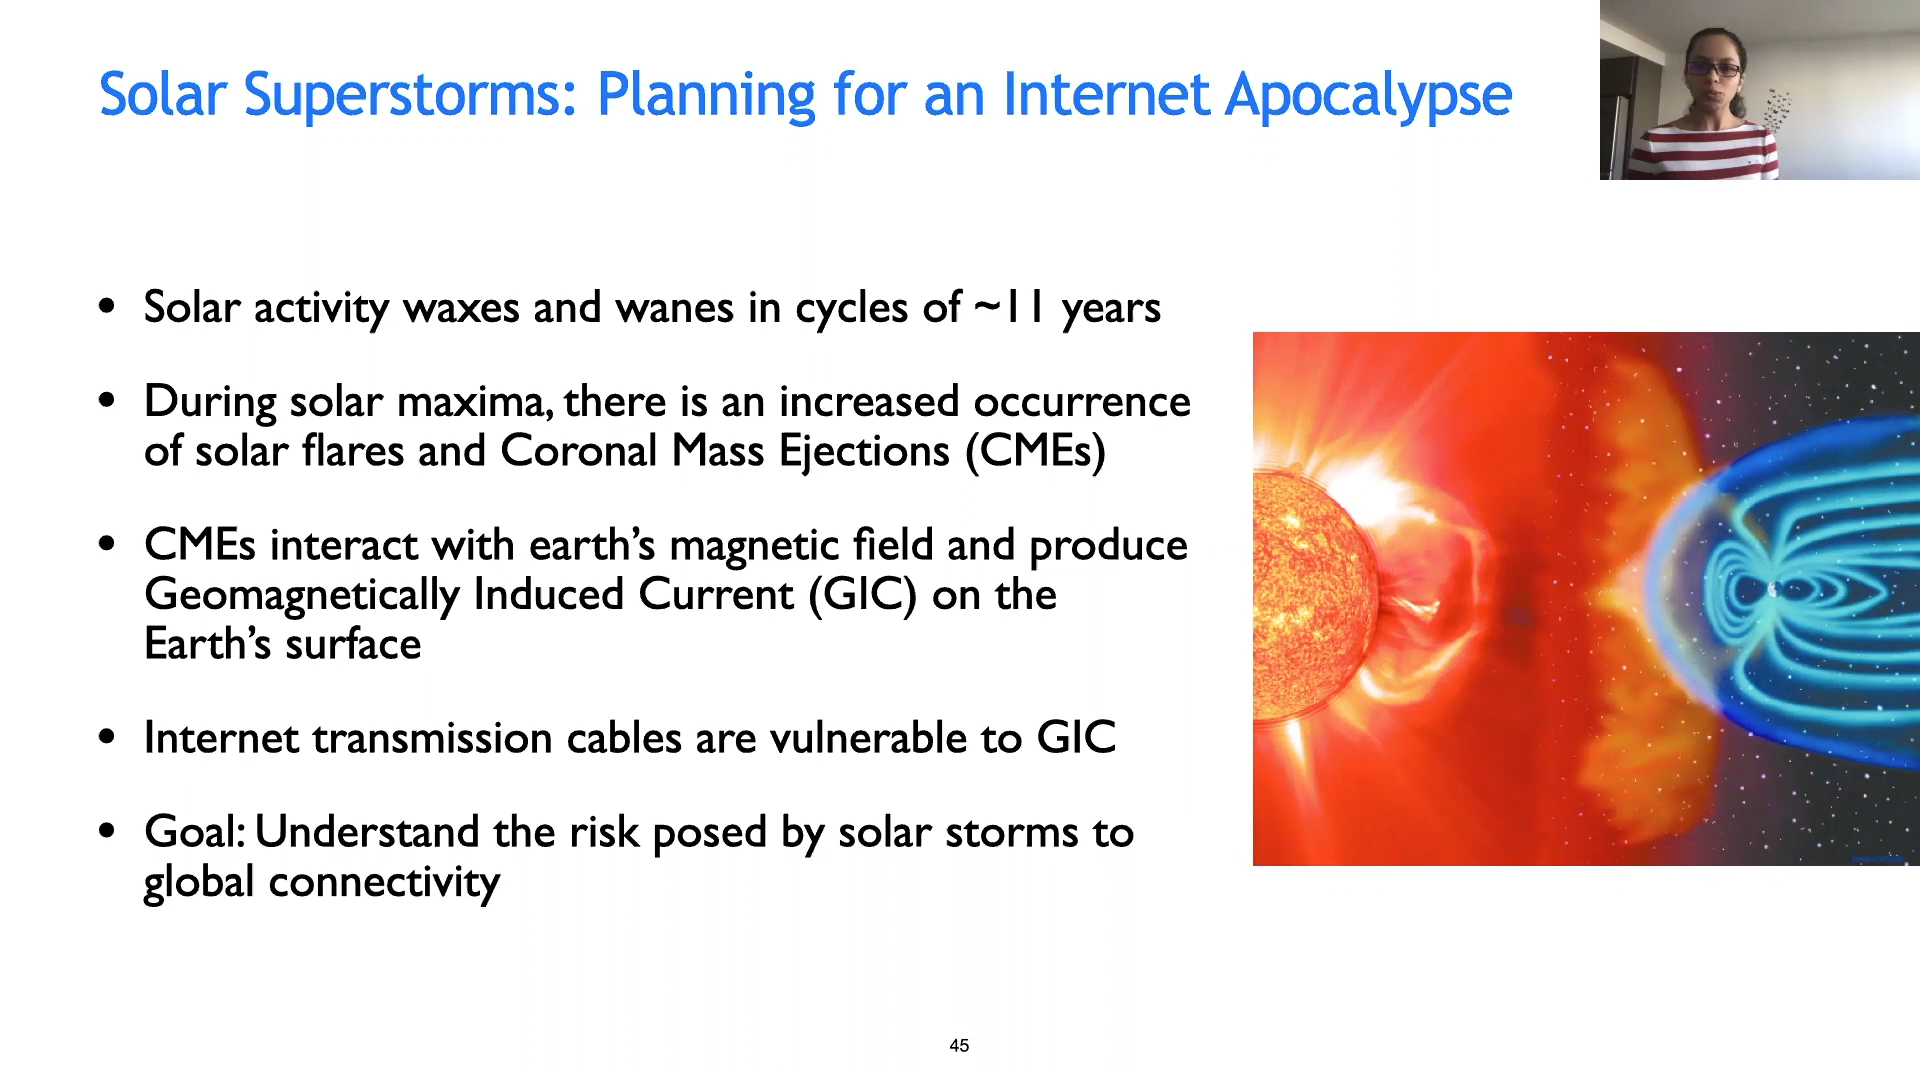 Solar Superstorms: Planning for an Internet Apocalypse
• Solar activity waxes and wanes in cycles of ~11 years
• During solar maxima, there is an increased occurrence
of solar flares and Coronal Mass Ejections (CMEs)
• CMEs interact with earth’s magnetic field and produce
Geomagnetically Induced Current (GIC) on the
Earth’s surface
• Internet transmission cables are vulnerable to GIC
• Goal: Understand the risk posed by solar storms to
global connectivity
45